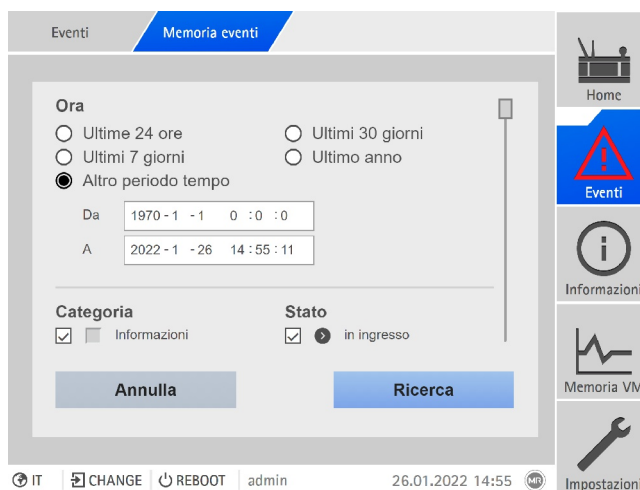 Eventi
Memoria eventi
Home
Ora
Ultime 24 ore
Ultimi 30 giorni
Ultimi 7 giorni
Ultimo anno
Altro periodo tempo
Da 1970 - 1 - 1 0 : 0 : 0
A 2022 - 1 - 26 14 : 55 : 11
Eventi
Informazioni
Categoria
Stato
Informazioni
in ingresso
Annulla
Ricerca
Memoria VM
IT CHANGE REBOOT admin 26.01.2022 14:55 MR
Impostazion